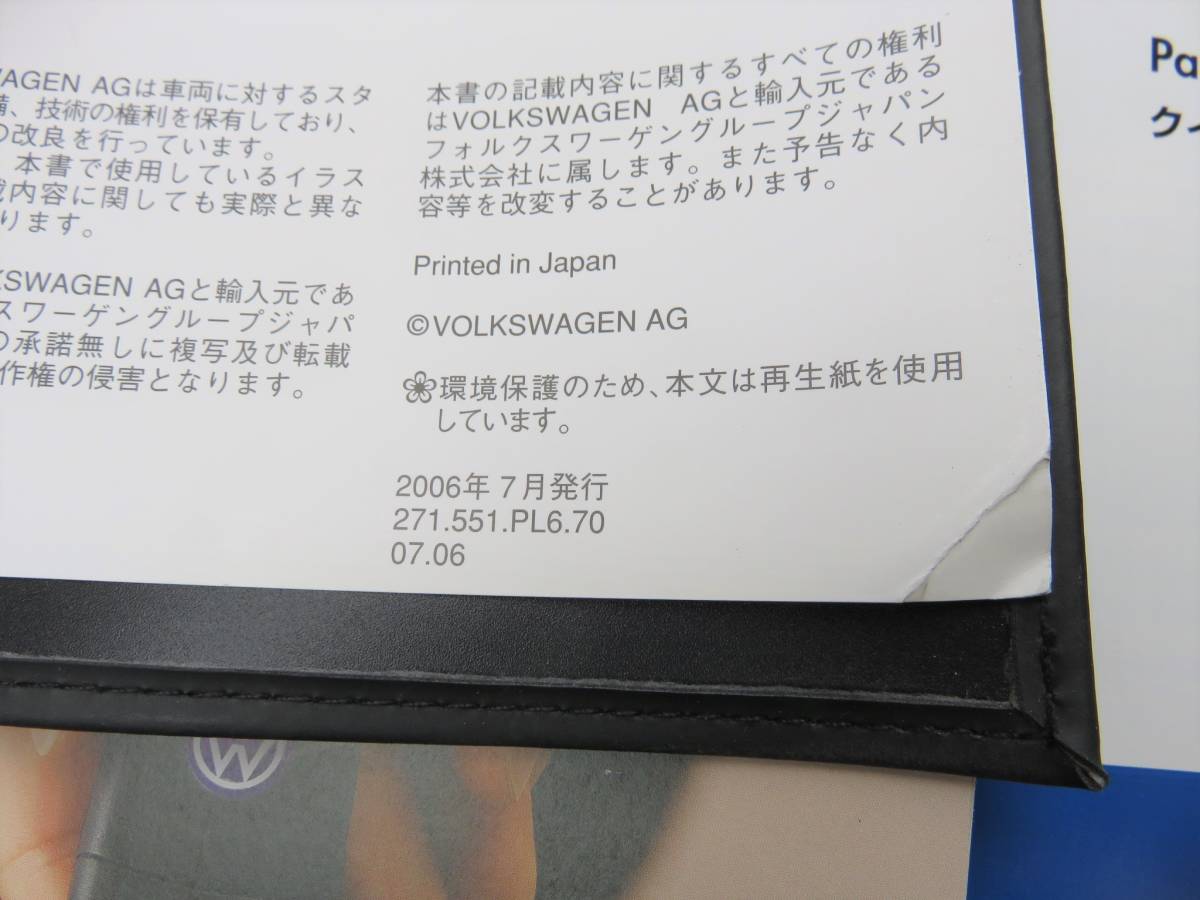 WAGEN AGは車両に対するスタ
備、技術の権利を保有しており、
の改良を行っています。
本書で使用しているイラス
載内容に関しても実際と異な
ります。
KSWAGEN AGと輸入元であ
スワーゲングループジャパ
の承諾無しに複写及び転載
作権の侵害となります。
本書の記載内容に関するすべての権利
はVOLKSWAGEN AGと輸入元である
フォルクスワーゲングループジャパン
株式会社に属します。また予告なく内
容等を改変することがあります。
Printed in Japan
©VOLKSWAGEN AG
環境保護のため、本文は再生紙を使用
しています。
2006年 7月発行
271.551.PL6.70
07.06
Pa
クイ